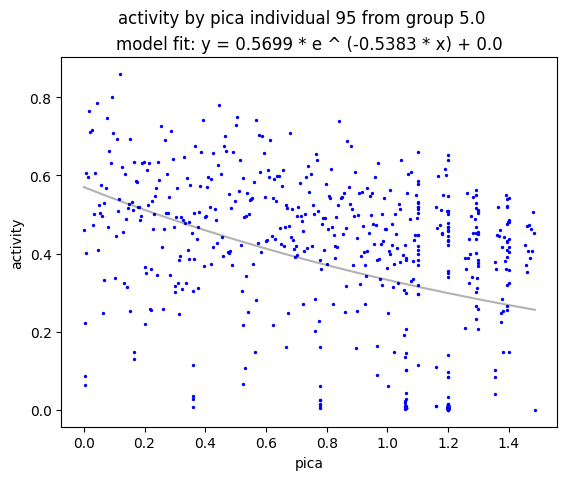 activity by pica individual 95 from group 5.0
model fit: y = 0.5699 * e ^ (-0.5383 * x) + 0.0
0.8
0.6
0.4
0.2
0.0
activity
0.0 0.2 0.4 0.6 0.8 1.0 1.2 1.4
pica